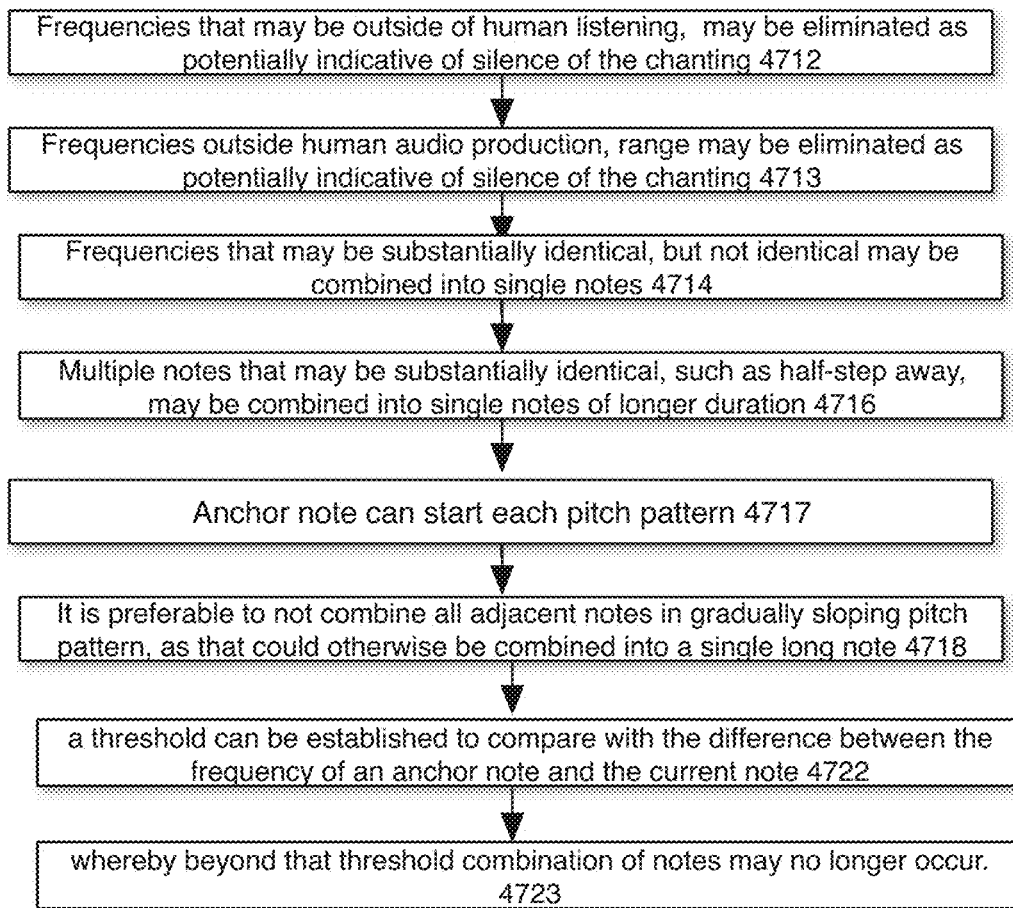 Frequencies that may be outside of human listening, may be eliminated as
potentially indicative of silence of the chanting 4712
Frequencies outside human audio production, range may be eliminated as
potentially indicative of silence of the chanting 4713
Frequencies that may be substantially identical, but not identical may be
combined into single notes 4714
Multiple notes that may be substantially identical, such as half-step away,
may be combined into single notes of longer duration 4716
Anchor note can start each pitch pattern 4717
It is preferable to not combine all adjacent notes in gradually sloping pitch
pattern, as that could otherwise be combined into a single long note 4718
a threshold can be established to compare with the difference between the
frequency of an anchor note and the current note 4722
whereby beyond that threshold combination of notes may no longer occur.
4723